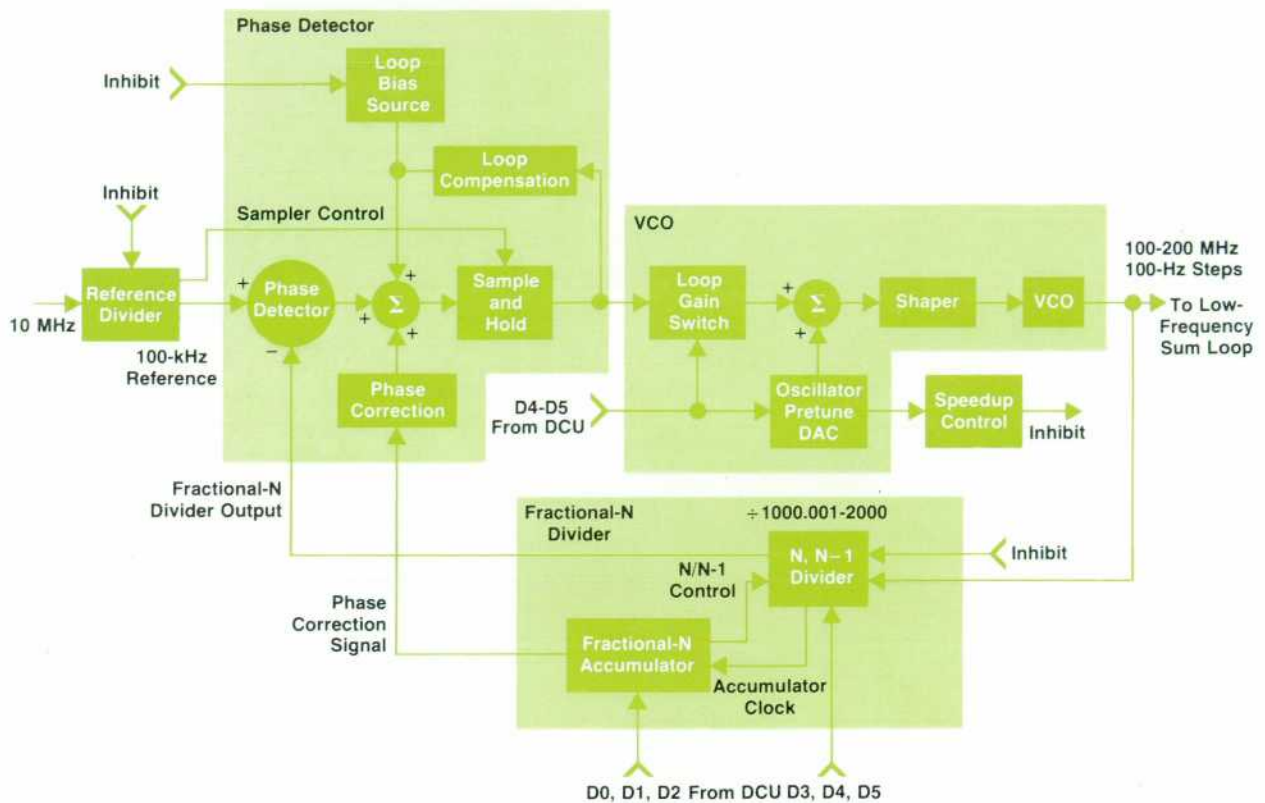 Phase Detector
Inhibit
Loop
Bias
Source
Loop
Compensation
Inhibit
Sampler Control
10 MHz
Reference
Divider
100-kHz
Reference
+
Phase
Detector
−
+
Σ
+
+
Sample
and
Hold
Phase
Correction
VCO
Loop
Gain
Switch
+
Σ
+
Shaper
VCO
100-200 MHz
100-Hz Steps
To Low-
Frequency
Sum Loop
D4-D5
From DCU
Oscillator
Pretune
DAC
Speedup
Control
Inhibit
Fractional-N
Divider Output
Fractional-N
Divider
÷1000.001-2000
N, N−1
Divider
Inhibit
N/N-1
Control
Phase
Correction
Signal
Fractional-N
Accumulator
Accumulator
Clock
D0, D1, D2 From DCU D3, D4, D5